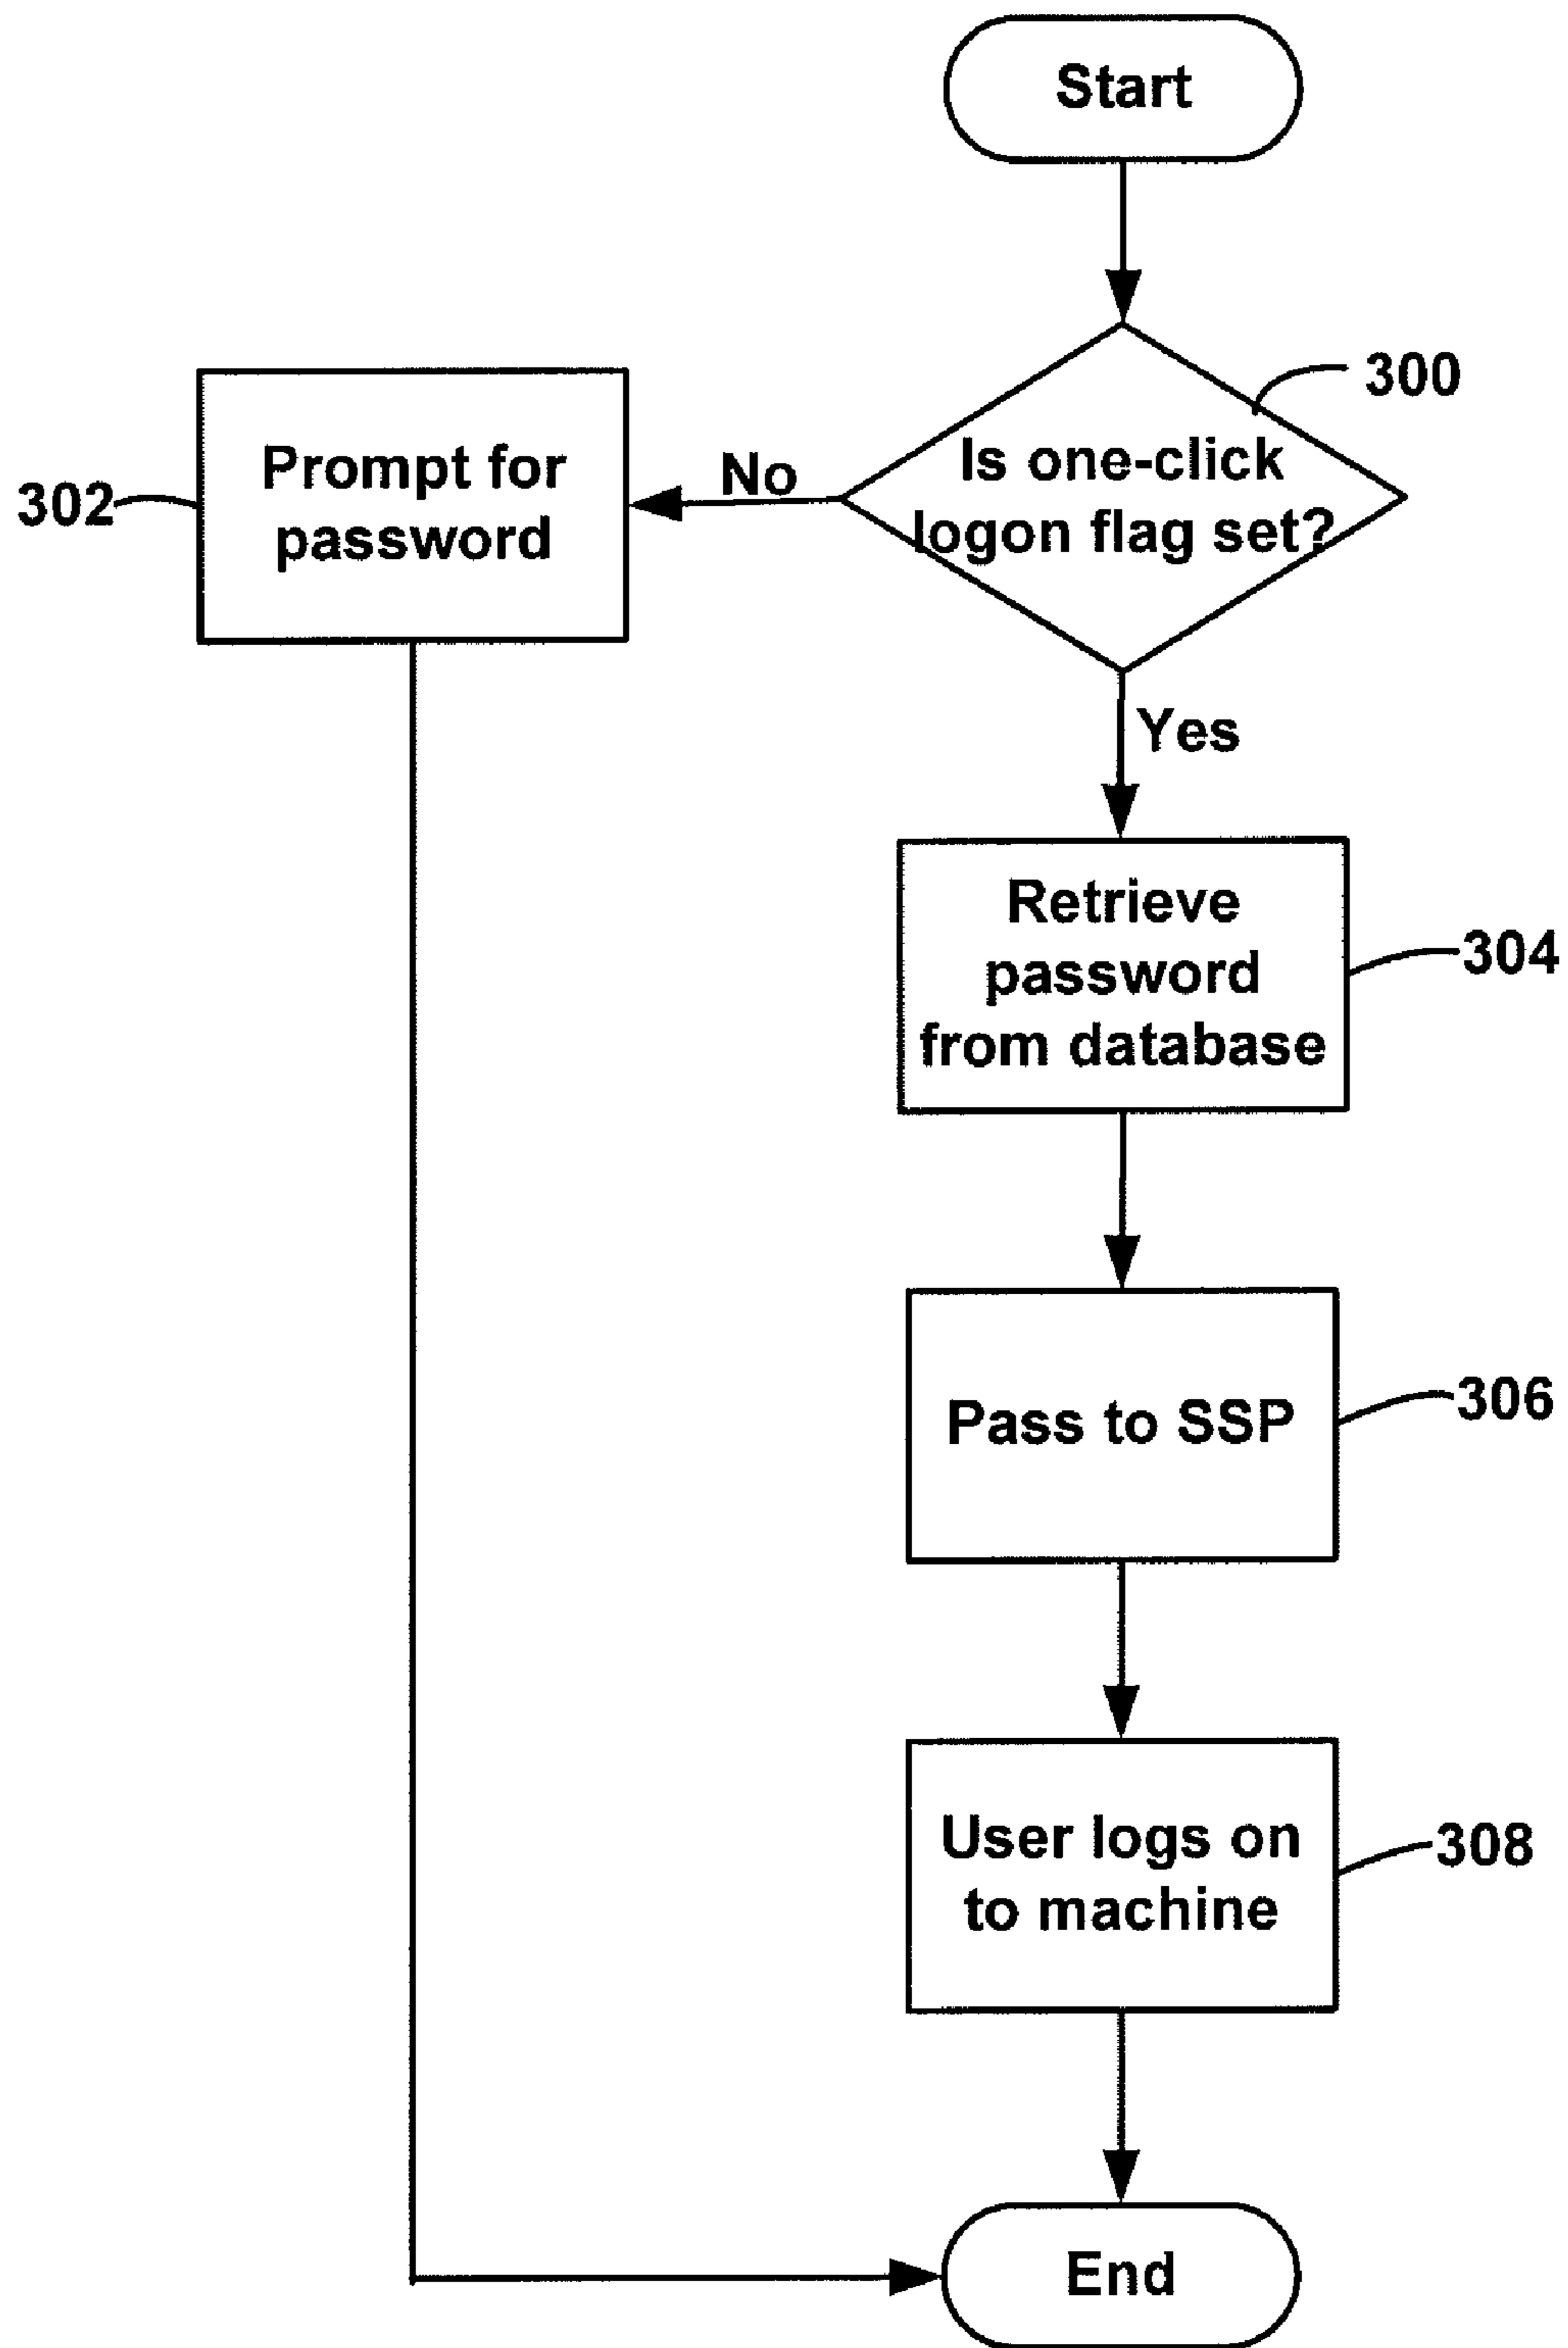 Start
300
Is one-click
logon flag set?
No
Prompt for
password
302
Yes
Retrieve
password
from database
304
Pass to SSP
306
User logs on
to machine
308
End